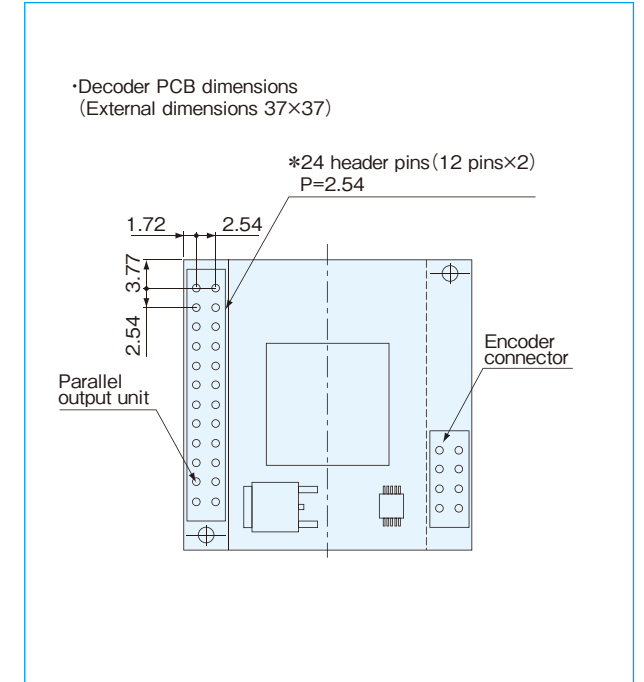 ・Decoder PCB dimensions
（External dimensions 37×37）
*24 header pins（12 pins×2）
P=2.54
1.72
2.54
3.77
2.54
Encoder
connector
Parallel
output unit